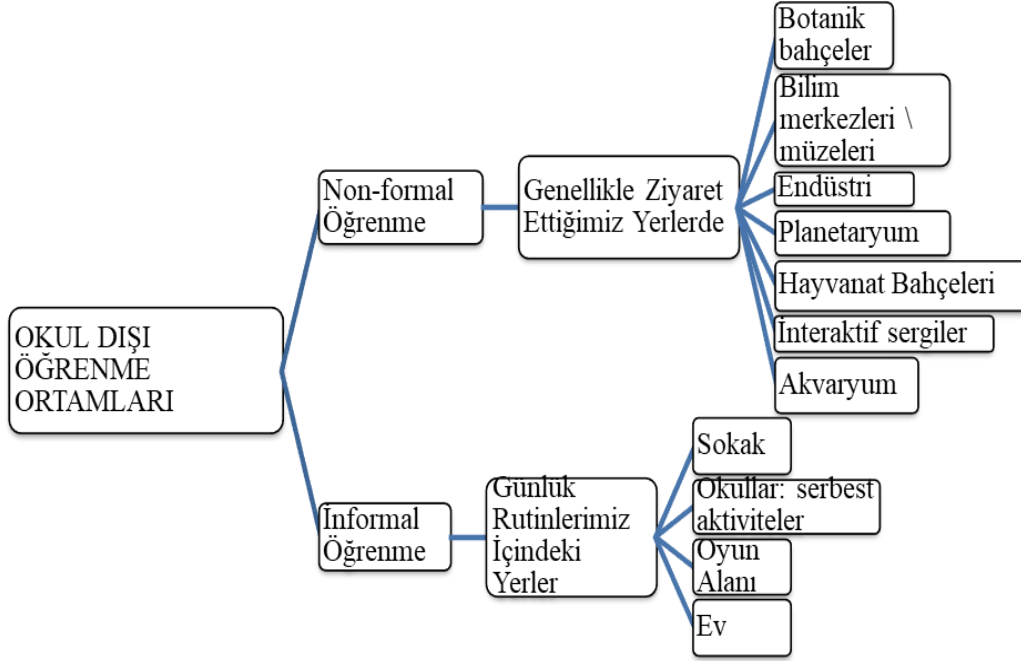 OKUL DIŞI
ÖĞRENME
ORTAMLARI
Non-formal
Öğrenme
Genellikle Ziyaret
Ettiğimiz Yerlerde
Botanik
bahçeler
Bilim
merkezleri \
müzeleri
Endüstri
Planetaryum
Hayvanat Bahçeleri
İnteraktif sergiler
Akvaryum
İnformal
Öğrenme
Günlük
Rutinlerimiz
İçindeki
Yerler
Sokak
Okullar: serbest
aktiviteler
Oyun
Alanı
Ev